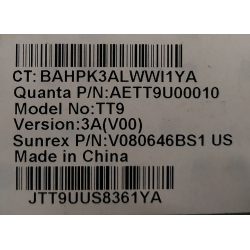 CT: BAHPK3ALWWI1YA
Quanta P/N:AETT9U00010
Model No:TT9
Version:3A(V00)
Sunrex P/N:V080646BS1 US
Made in China
JTT9UUS8361YA